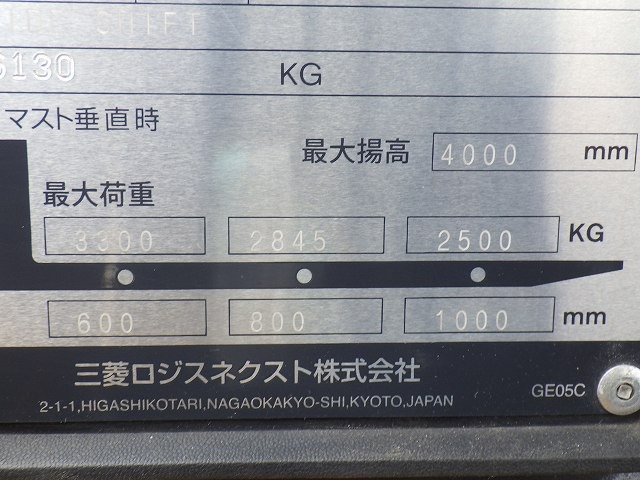 SHIFT
6130 KG
マスト垂直時
最大揚高 4000 mm
最大荷重
3300 2845 2500 KG
600 800 1000 mm
三菱ロジスネクスト株式会社
2-1-1,HIGASHIKOTARI,NAGAOKAKYO-SHI,KYOTO,JAPAN
GE05C